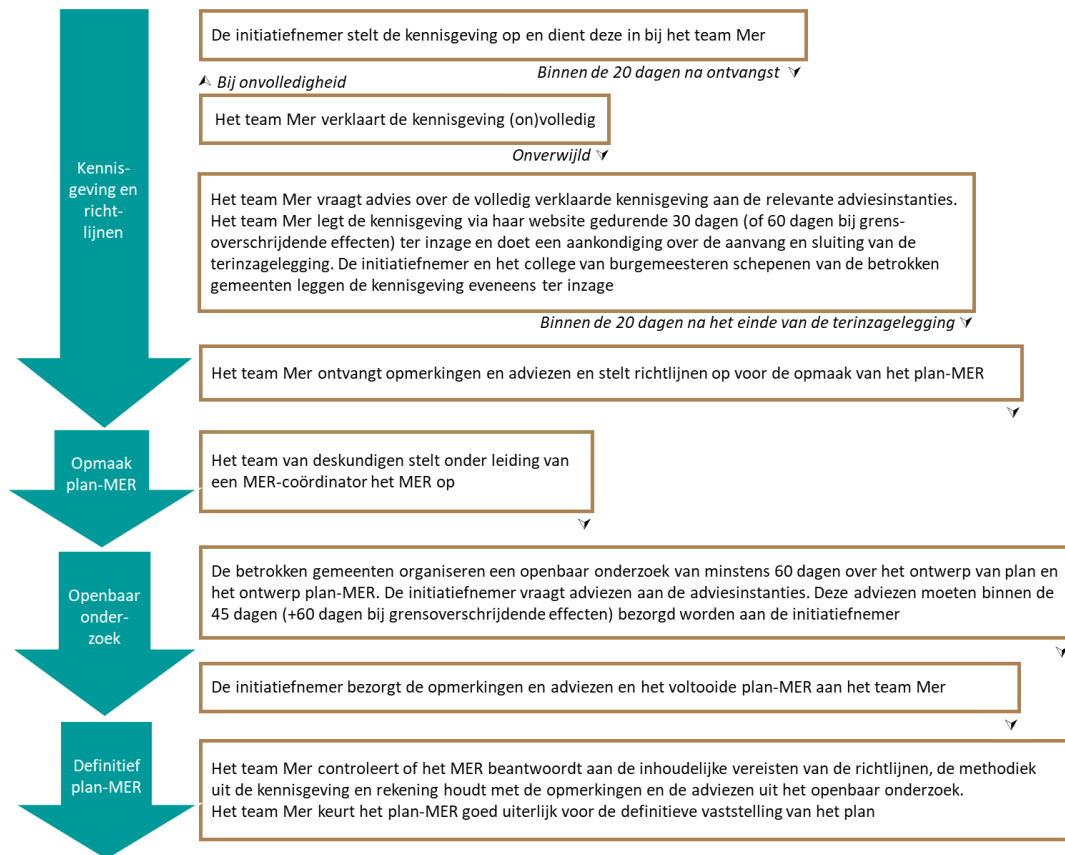 De initiatiefnemer stelt de kennisgeving op en dient deze in bij het team Mer
Binnen de 20 dagen na ontvangst
Bij onvolledigheid
Het team Mer verklaart de kennisgeving (on)volledig
Onverwijld
Kennis-
geving en
richt-
lijnen
Het team Mer vraagt advies over de volledig verklaarde kennisgeving aan de relevante adviesinstanties.
Het team Mer legt de kennisgeving via haar website gedurende 30 dagen (of 60 dagen bij grens-
overschrijdende effecten) ter inzage en doet een aankondiging over de aanvang en sluiting van de
terinzagelegging. De initiatiefnemer en het college van burgemeesteren schepenen van de betrokken
gemeenten leggen de kennisgeving eveneens ter inzage
Binnen de 20 dagen na het einde van de terinzagelegging
Het team Mer ontvangt opmerkingen en adviezen en stelt richtlijnen op voor de opmaak van het plan-MER
Opmaak
plan-MER
Het team van deskundigen stelt onder leiding van
een MER-coördinator het MER op
Openbaar
onder-
zoek
De betrokken gemeenten organiseren een openbaar onderzoek van minstens 60 dagen over het ontwerp van plan en
het ontwerp plan-MER. De initiatiefnemer vraagt adviezen aan de adviesinstanties. Deze adviezen moeten binnen de
45 dagen (+60 dagen bij grensoverschrijdende effecten) bezorgd worden aan de initiatiefnemer
De initiatiefnemer bezorgt de opmerkingen en adviezen en het voltooide plan-MER aan het team Mer
Definitief
plan-MER
Het team Mer controleert of het MER beantwoordt aan de inhoudelijke vereisten van de richtlijnen, de methodiek
uit de kennisgeving en rekening houdt met de opmerkingen en de adviezen uit het openbaar onderzoek.
Het team Mer keurt het plan-MER goed uiterlijk voor de definitieve vaststelling van het plan